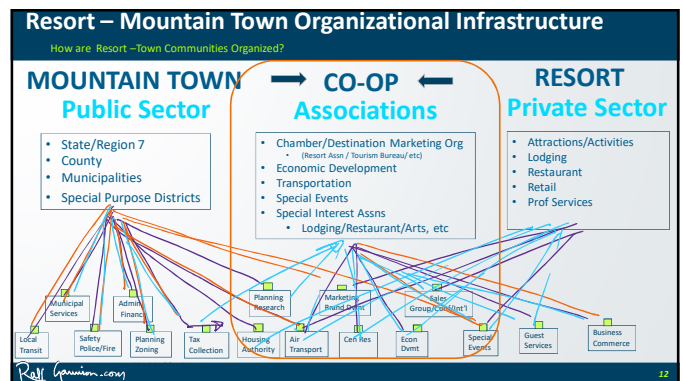 Resort – Mountain Town Organizational Infrastructure
How are Resort –Town Communities Organized?
MOUNTAIN TOWN
Public Sector
CO-OP
Associations
RESORT
Private Sector
• State/Region 7
• County
• Municipalities
• Special Purpose Districts
• Chamber/Destination Marketing Org
• (Resort Assn / Tourism Bureau/ etc)
• Economic Development
• Transportation
• Special Events
• Special Interest Assns
• Lodging/Restaurant/Arts, etc
• Attractions/Activities
• Lodging
• Restaurant
• Retail
• Prof Services
Municipal
Services
Admin
Finance
Planning
Research
Marketing
Brand Dvmt
Sales
Group/Conf/Int'l
Local
Transit
Safety
Police/Fire
Planning
Zoning
Tax
Collection
Housing
Authority
Air
Transport
Cen Res
Econ
Dvmt
Special
Events
Guest
Services
Business
Commerce
12